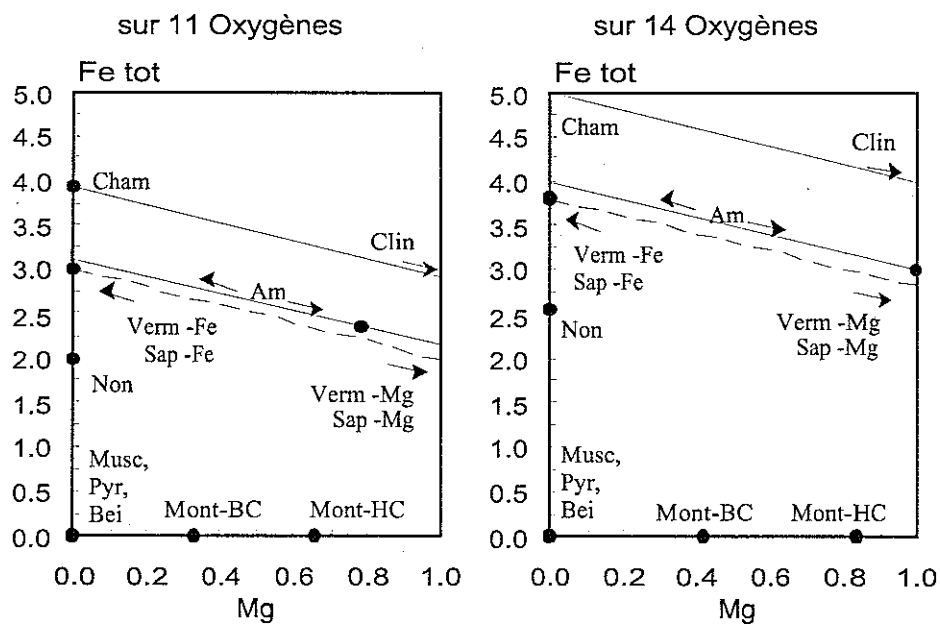 sur 11 Oxygènes
Fe tot
5.0
4.5
4.0
3.5
3.0
2.5
2.0
1.5
1.0
0.5
0.0
Cham
Clin
Am
Verm -Fe
Sap -Fe
Non
Verm -Mg
Sap -Mg
Musc,
Pyr,
Bei
Mont-BC
Mont-HC
0.0 0.2 0.4 0.6 0.8 1.0
Mg
sur 14 Oxygènes
Fe tot
5.0
4.5
4.0
3.5
3.0
2.5
2.0
1.5
1.0
0.5
0.0
Cham
Clin
Am
Verm -Fe
Sap -Fe
Non
Verm -Mg
Sap -Mg
Musc,
Pyr,
Bei
Mont-BC
Mont-HC
0.0 0.2 0.4 0.6 0.8 1.0
Mg